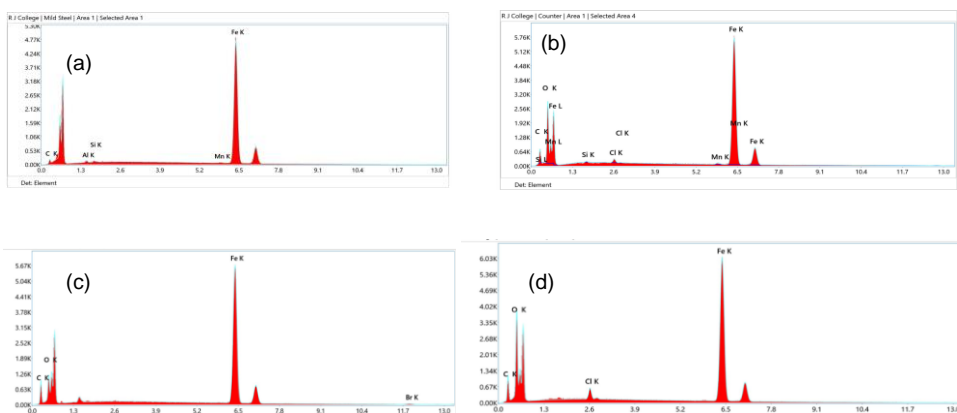 R.J College | Mild Steel | Area 1 | Selected Area 1
(a)
Fe K
4.77K
4.24K
3.71K
3.18K
2.65K
2.12K
1.59K
1.06K
0.53K
0.00K
C K
Al K
Si K
Mn K
0.0 1.3 2.6 3.9 5.2 6.5 7.8 9.1 10.4 11.7 13.0
Det: Element
R.J College | Counter | Area 1 | Selected Area 4
(b)
Fe K
5.76K
5.12K
4.48K
3.84K
3.20K
2.56K
1.92K
1.28K
0.64K
0.00K
O K
Fe L
C K
Mn L
Si L
Si K
Cl K
Cl K
Mn K
Mn K
Fe K
0.0 1.3 2.6 3.9 5.2 6.5 7.8 9.1 10.4 11.7 13.0
Det: Element
(c)
Fe K
5.67K
5.04K
4.41K
3.78K
3.15K
2.52K
1.89K
1.26K
0.63K
0.00K
O K
C K
Br K
0.0 1.3 2.6 3.9 5.2 6.5 7.8 9.1 10.4 11.7 13.0
(d)
Fe K
6.03K
5.36K
4.69K
4.02K
3.35K
2.68K
2.01K
1.34K
0.67K
0.00K
O K
C K
Cl K
0.0 1.3 2.6 3.9 5.2 6.5 7.8 9.1 10.4 11.7